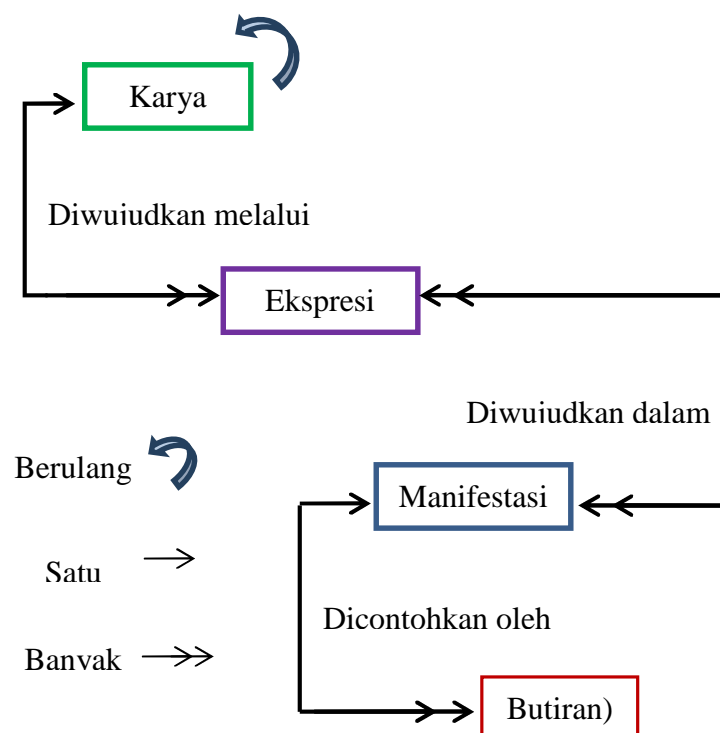 Karya
Diwujudkan melalui
Ekspresi
Diwujudkan dalam
Berulang
Manifestasi
Satu
Dicontohkan oleh
Banyak
Butiran)